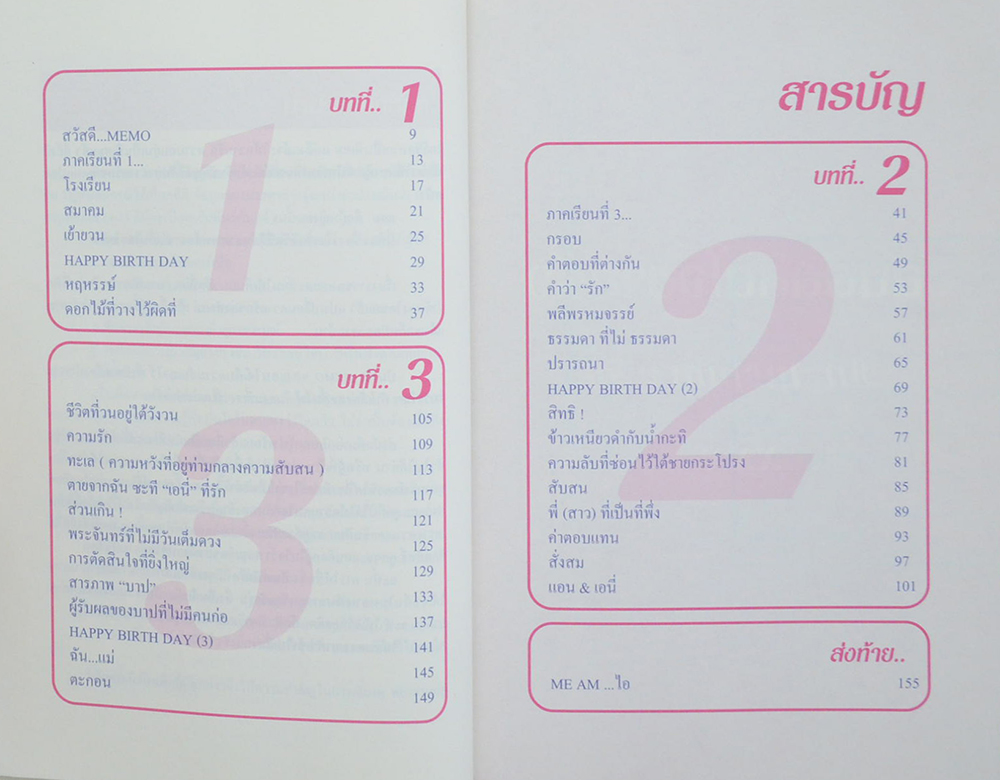 บทที่.. 1
สวัสดี...MEMO 9
ภาคเรียนที่ 1... 13
โรงเรียน 17
สมาคม 21
เย้ายวน 25
HAPPY BIRTH DAY 29
หฤหรรษ์ 33
ดอกไม้ที่วางไว้ผิดที่ 37
บทที่.. 3
ชีวิตที่วนอยู่ใต้วังวน 105
ความรัก 109
ทะเล ( ความหวังที่อยู่ท่ามกลางความสับสน ) 113
ตายจากฉัน ซะที “เอนี่” ที่รัก 117
ส่วนเกิน ! 121
พระจันทร์ที่ไม่มีวันเต็มดวง 125
การตัดสินใจที่ยิ่งใหญ่ 129
สารภาพ “บาป” 133
ผู้รับผลของบาปที่ไม่มีคนก่อ 137
HAPPY BIRTH DAY (3) 141
ฉัน...แม่ 145
ตะกอน 149
สารบัญ
บทที่.. 2
ภาคเรียนที่ 3... 41
กรอบ 45
คำตอบที่ต่างกัน 49
คำว่า “รัก” 53
พลีพรหมจรรย์ 57
ธรรมดา ที่ไม่ ธรรมดา 61
ปรารถนา 65
HAPPY BIRTH DAY (2) 69
สิทธิ ! 73
ข้าวเหนียวดำกับน้ำกะทิ 77
ความลับที่ซ่อนไว้ใต้ชายกระโปรง 81
สับสน 85
พี่ (สาว) ที่เป็นที่พึ่ง 89
ค่าตอบแทน 93
สั่งสม 97
แอน & เอนี่ 101
ส่งท้าย..
ME AM ...ไอ 155